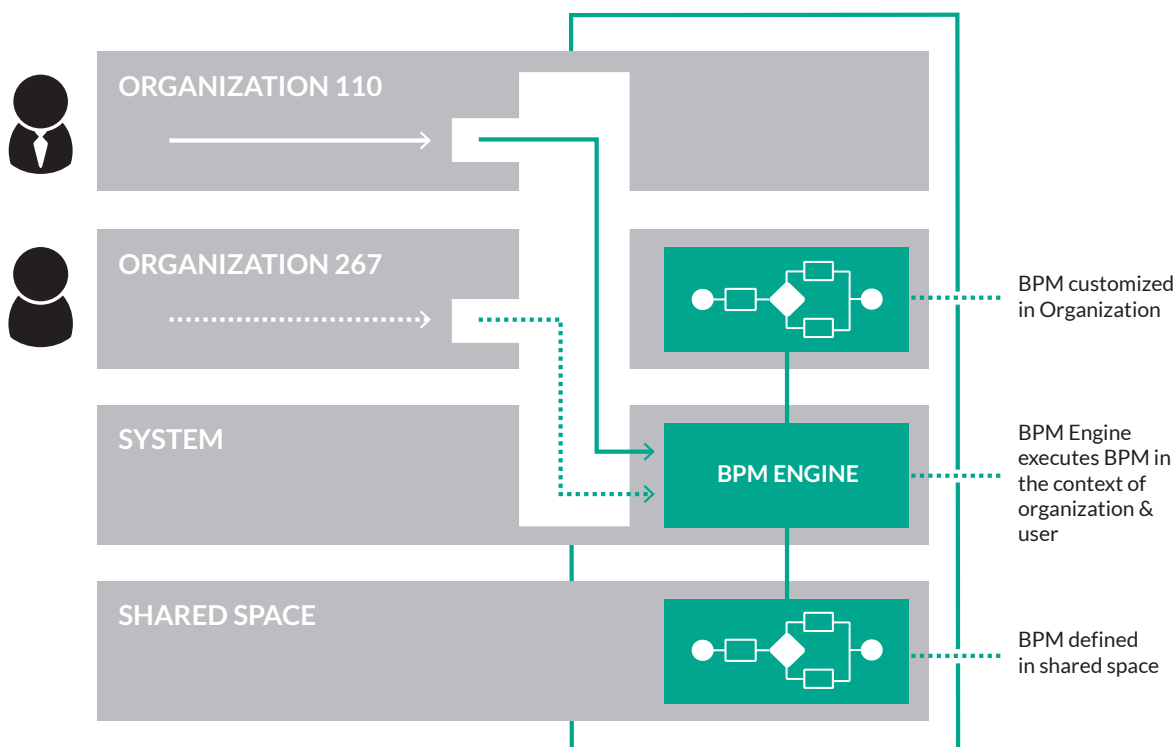 ORGANIZATION 110
ORGANIZATION 267
BPM customized
in Organization
SYSTEM
BPM ENGINE
BPM Engine
executes BPM in
the context of
organization &
user
SHARED SPACE
BPM defined
in shared space